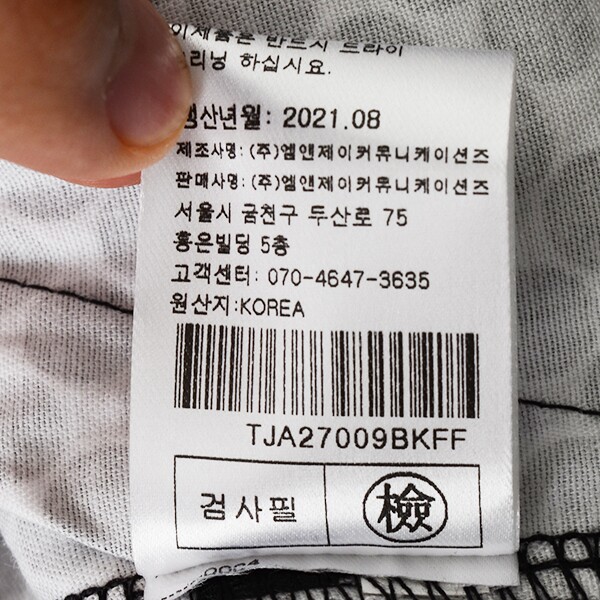 이제품은 반드시 드라이
크리닝 하십시요.
생산년월: 2021.08
제조사명: (주)엠앤제이커뮤니케이션즈
판매사명: (주)엠앤제이커뮤니케이션즈
서울시 금천구 두산로 75
홍은빌딩 5층
고객센터: 070-4647-3635
원산지:KOREA
TJA27009BKFF
검사필
檢